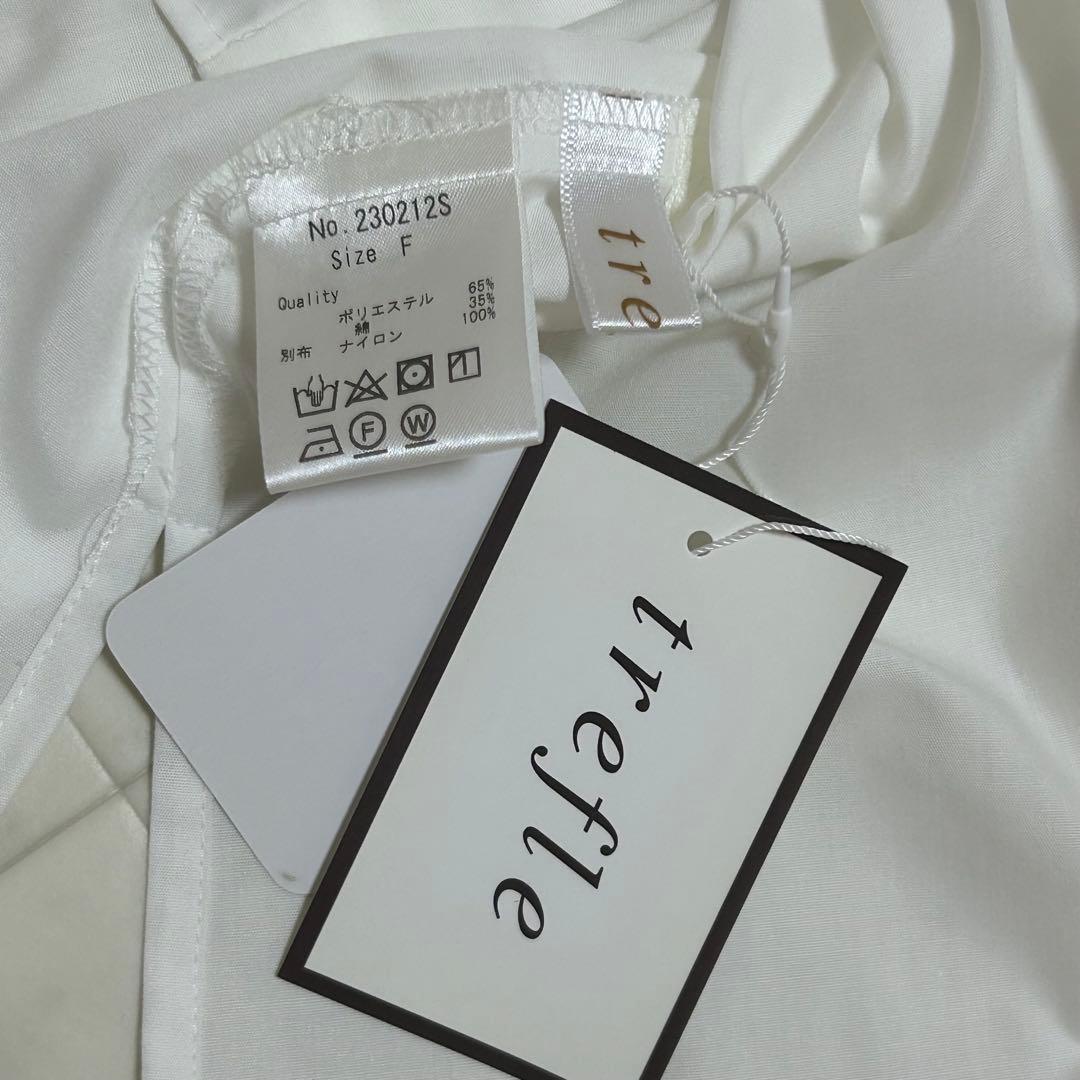 No.230212S
Size F
Quality
ポリエステル 65%
綿 35%
別布 ナイロン 100%
F
W
tre
trefle